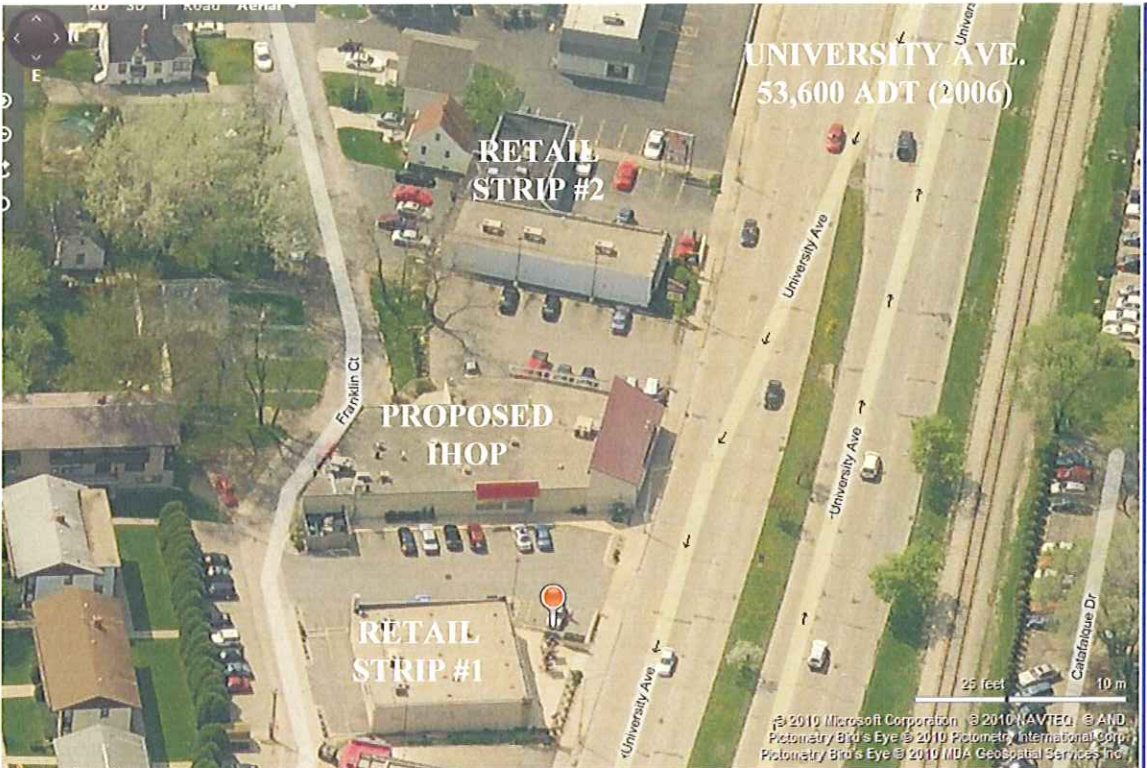 2D 3D Road Aerial
N
E
UNIVERSITY AVE.
53,600 ADT (2006)
RETAIL
STRIP #2
PROPOSED
IHOP
RETAIL
STRIP #1
Franklin Ct
University Ave
University Ave
University Ave
Univers
Univers
Catafalque Dr
25 feet 10 m
© 2010 Microsoft Corporation © 2010 NAVTEQ © AND
Pictometry Bird's Eye © 2010 Pictometry International Corp
Pictometry Bird's Eye © 2010 MDA Geospatial Services Inc